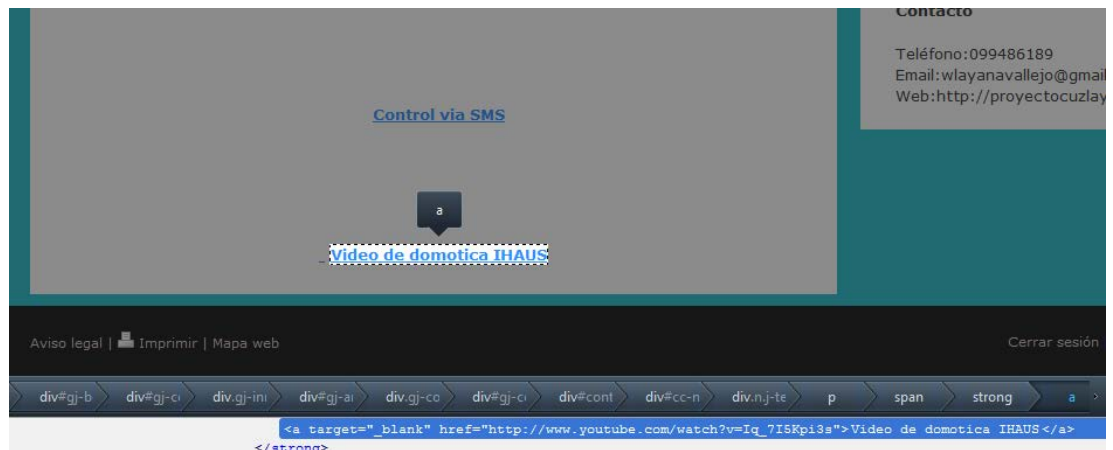 Contacto
Teléfono:099486189
Email:wlayanavallejo@gmail
Web:http://proyectocuzlay
Control via SMS
a
_ Video de domotica IHAUS
Aviso legal | Imprimir | Mapa web
Cerrar sesión
div#gj-b div#gj-c div.gj-ini div#gj-ai div.gj-co div#gj-c div#cont div#cc-n div.n.j-te p span strong a
<a target="_blank" href="http://www.youtube.com/watch?v=Iq_7I5Kpi3s">Video de domotica IHAUS</a>
</strong>